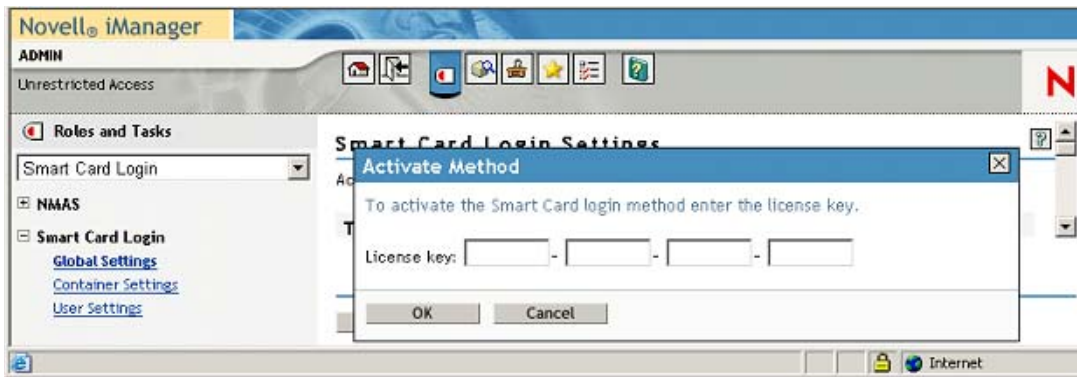 Novell® iManager
ADMIN
Unrestricted Access
N
Roles and Tasks
Smart Card Login
NMAS
Smart Card Login
Global Settings
Container Settings
User Settings
Smart Card Login Settings
Ac
T
Activate Method
To activate the Smart Card login method enter the license key.
License key: - - -
OK Cancel
Internet